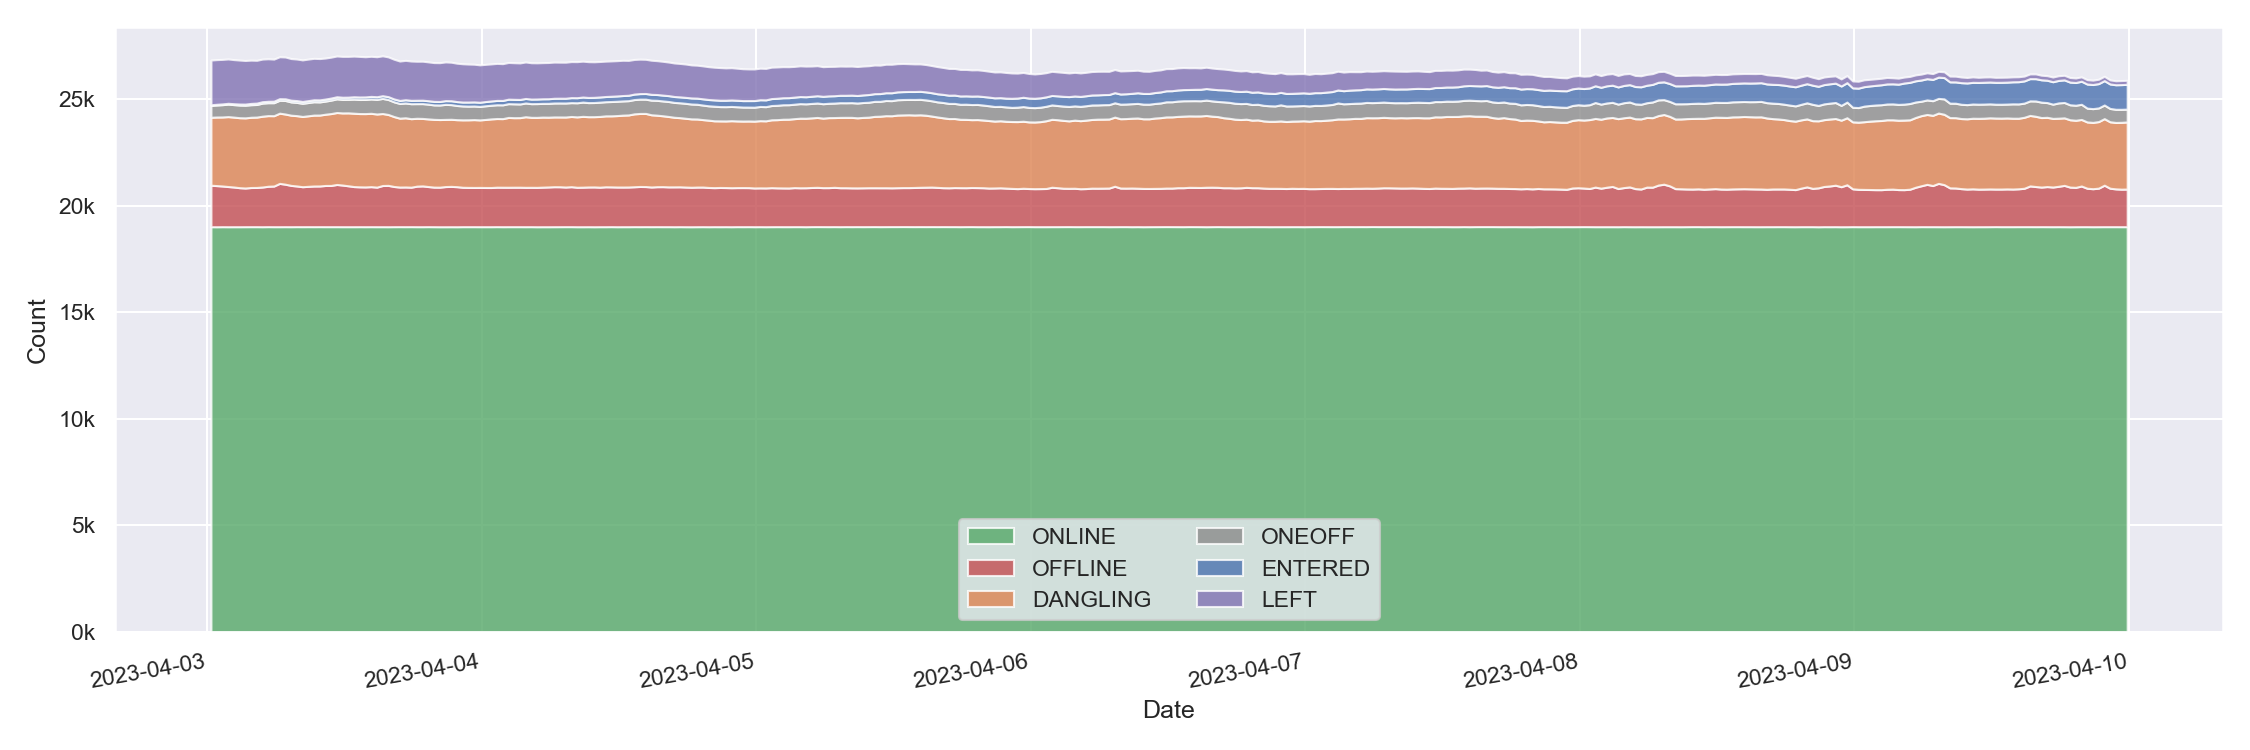 Count
25k
20k
15k
10k
5k
0k
ONLINE
OFFLINE
DANGLING
ONEOFF
ENTERED
LEFT
2023-04-03
2023-04-04
2023-04-05
2023-04-06
2023-04-07
2023-04-08
2023-04-09
2023-04-10
Date